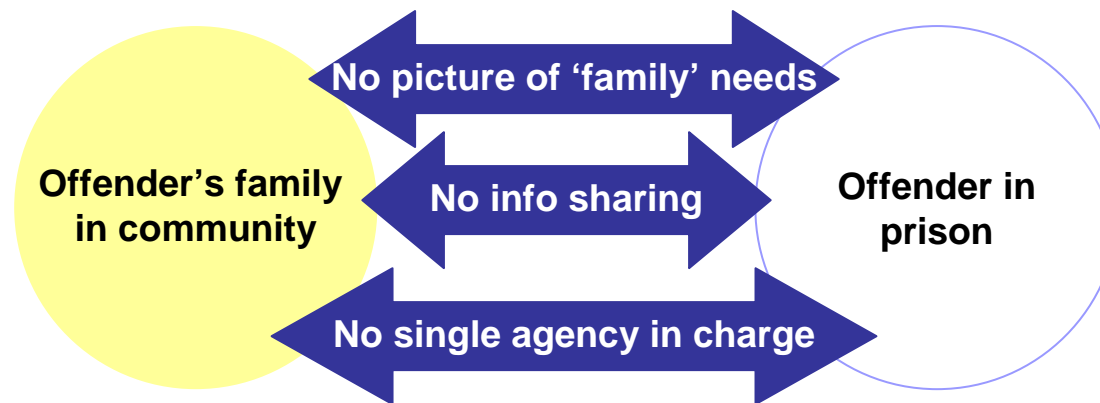 No picture of ‘family’ needs
Offender’s family
in community
No info sharing
Offender in
prison
No single agency in charge